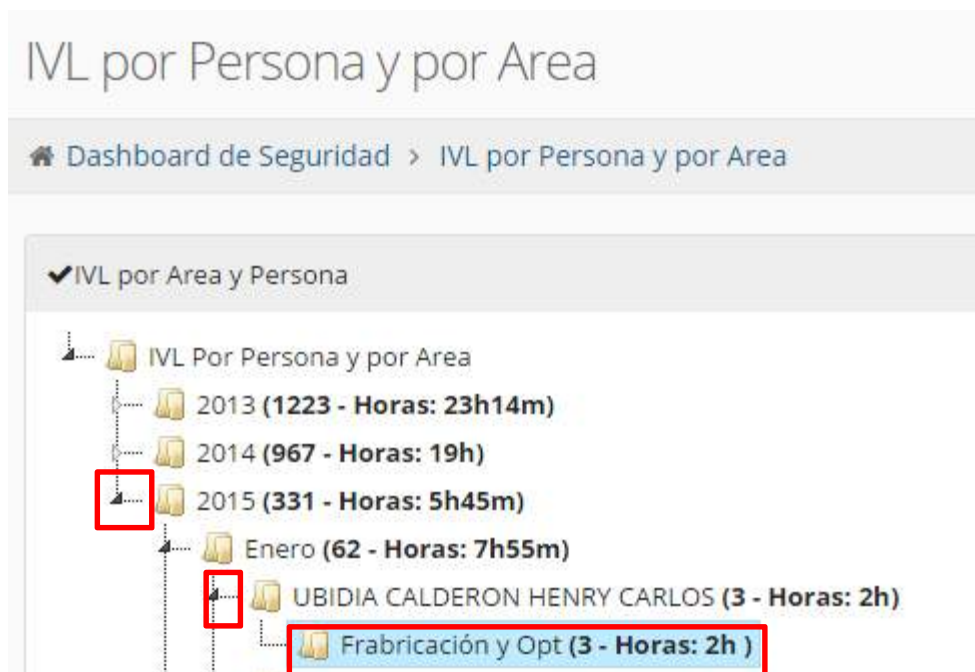 IVL por Persona y por Area
Dashboard de Seguridad > IVL por Persona y por Area
IVL por Area y Persona
IVL Por Persona y por Area
2013 (1223 - Horas: 23h14m)
2014 (967 - Horas: 19h)
2015 (331 - Horas: 5h45m)
Enero (62 - Horas: 7h55m)
UBIDIA CALDERON HENRY CARLOS (3 - Horas: 2h)
Frabricación y Opt (3 - Horas: 2h )